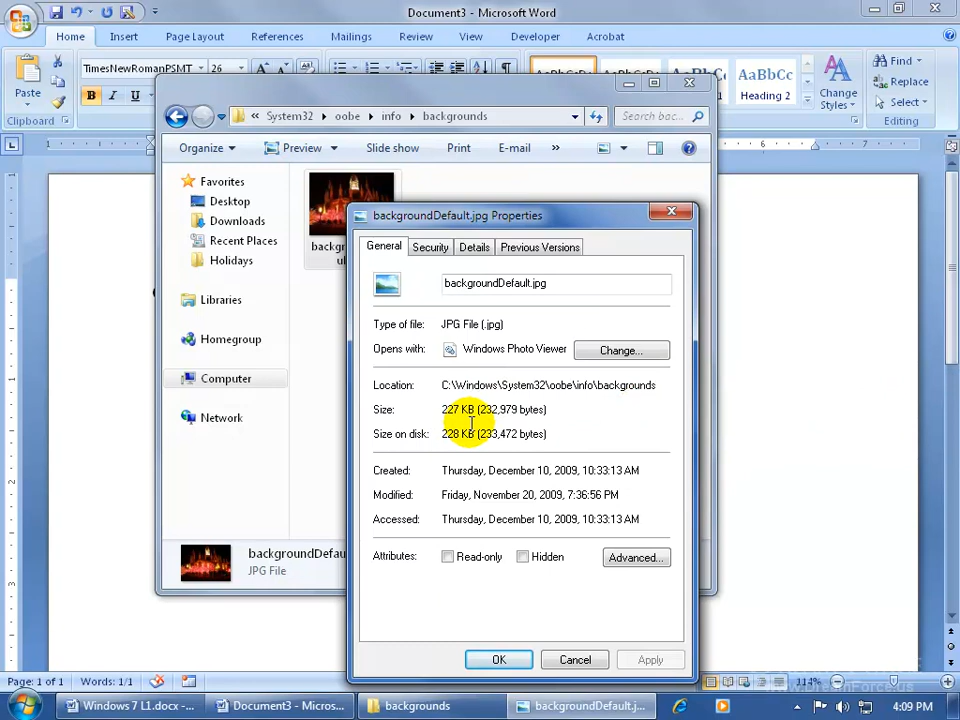 Document3 - Microsoft Word
Home Insert Page Layout References Mailings Review View Developer Acrobat
TimesNewRomanPSMT 26
Paste
B I U
AaBbCc
Heading 2
Change Styles
Find
Replace
Select
Clipboard
Editing
« System32 oobe info backgrounds
Search bac...
Organize Preview Slide show Print E-mail »
Favorites
Desktop
Downloads
Recent Places
Holidays
Libraries
Homegroup
Computer
Network
backgroundDefault.jpg Properties
General Security Details Previous Versions
backgroundDefault.jpg
Type of file: JPG File (.jpg)
Opens with: Windows Photo Viewer Change...
Location: C:\Windows\System32\oobe\info\backgrounds
Size: 227 KB (232,979 bytes)
Size on disk: 228 KB (233,472 bytes)
Created: Thursday, December 10, 2009, 10:33:13 AM
Modified: Friday, November 20, 2009, 7:36:56 PM
Accessed: Thursday, December 10, 2009, 10:33:13 AM
Attributes: Read-only Hidden Advanced...
backgroundDefau
JPG File
OK Cancel Apply
Page: 1 of 1 Words: 1/1 114%
Windows 7 L1.docx -... Document3 - Micros... backgrounds backgroundDefault.j... 4:09 PM